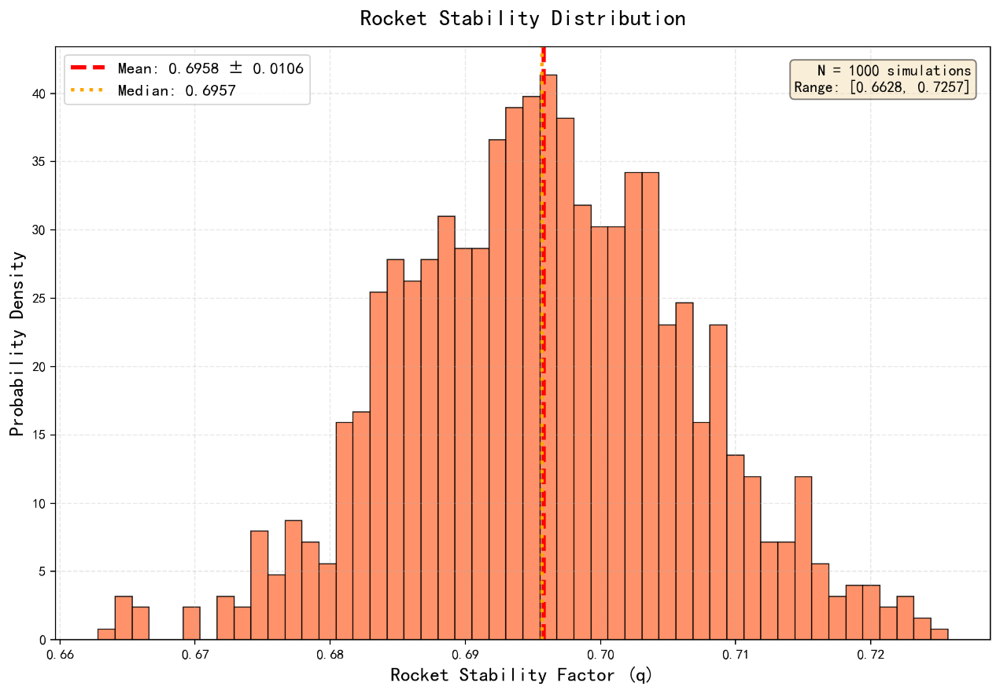 Rocket Stability Distribution
Mean: 0.6958 ± 0.0106
Median: 0.6957
N = 1000 simulations
Range: [0.6628, 0.7257]
Probability Density
40
35
30
25
20
15
10
5
0
0.66 0.67 0.68 0.69 0.70 0.71 0.72
Rocket Stability Factor (q)